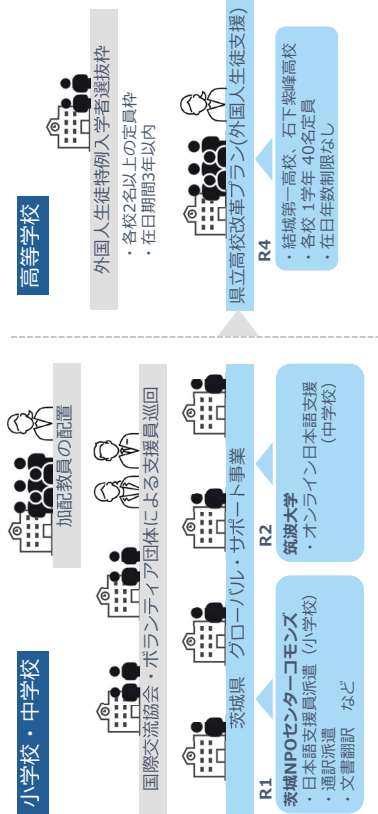 小学校・中学校
加配教員の配置
国際交流協会・ボランティア団体による支援員巡回
茨城県　グローバル・サポート事業
R1
茨城NPOセンターコモンズ
・日本語支援員派遣（小学校）
・通訳派遣
・文書翻訳　など
R2
筑波大学
・オンライン日本語支援
（中学校）
高等学校
外国人生徒特例入学者選抜枠
・各校2名以上の定員枠
・在日期間3年以内
県立高校改革プラン(外国人生徒支援)
R4
・結城第一高校、石下紫峰高校
・各校 1学年 40名定員
・在日年数制限なし